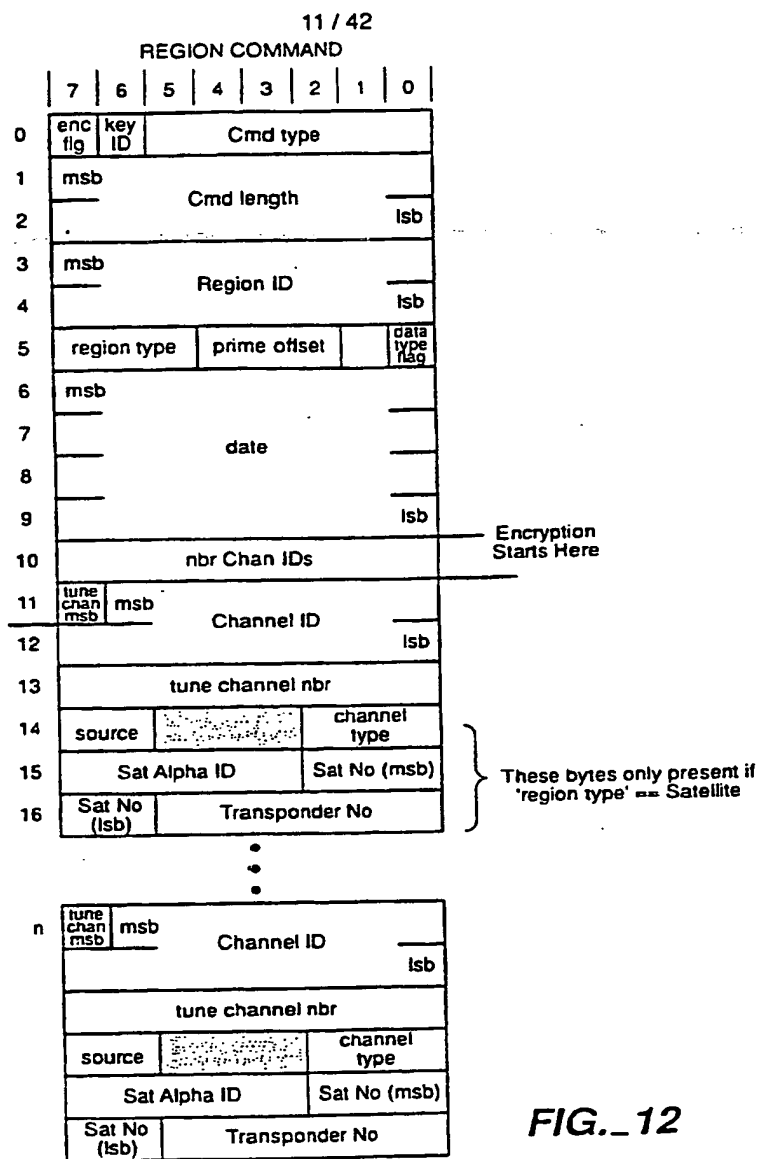 11 / 42
REGION COMMAND
7 6 5 4 3 2 1 0
0 enc flg key ID Cmd type
1 msb
Cmd length
2 lsb
3 msb
Region ID
4 lsb
5 region type prime offset data type flag
6 msb
7
date
8
9 lsb
Encryption
Starts Here
10 nbr Chan IDs
11 tune chan msb msb
Channel ID
12 lsb
13 tune channel nbr
14 source channel type
15 Sat Alpha ID Sat No (msb)
These bytes only present if
'region type' == Satellite
16 Sat No (lsb) Transponder No
n tune chan msb msb
Channel ID
lsb
tune channel nbr
source channel type
Sat Alpha ID Sat No (msb)
Sat No (lsb) Transponder No
FIG._12